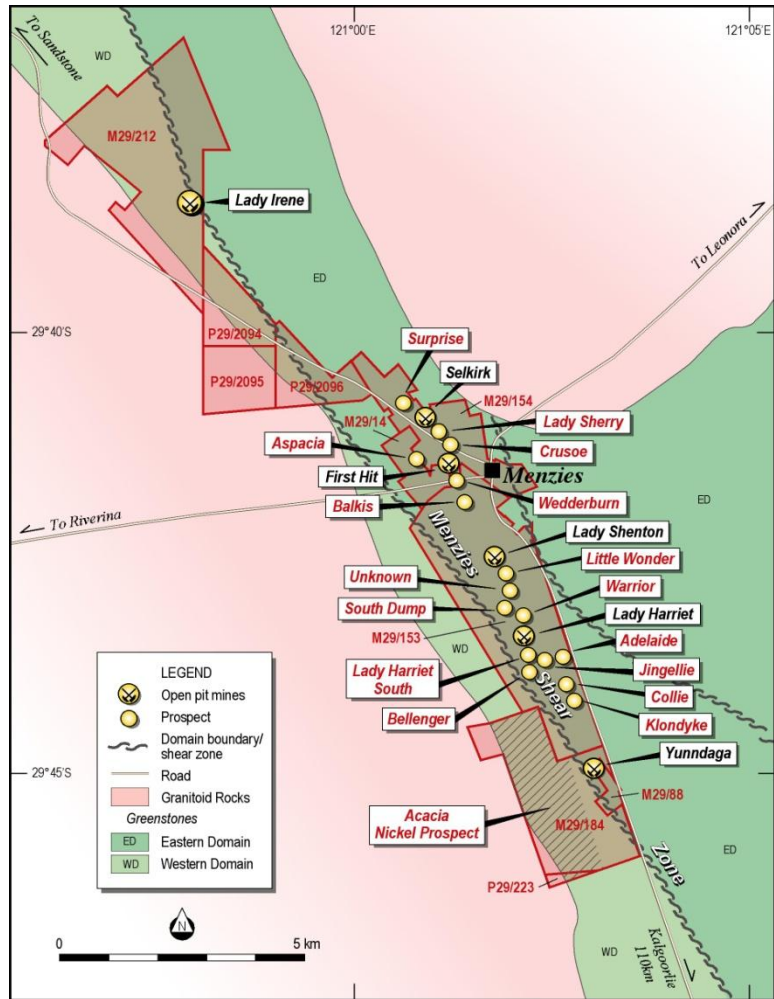 121°00'E
121°05'E
To Sandstone
WD
M29/212
Lady Irene
To Leonora
ED
29°40'S
P29/2094
P29/2095
P29/2096
Surprise
Selkirk
M29/154
M29/14
Lady Sherry
Aspacia
Crusoe
First Hit
Menzies
Wedderburn
ED
Balkis
To Riverina
Menzies
Lady Shenton
Little Wonder
Unknown
Warrior
South Dump
Lady Harriet
M29/153
Adelaide
WD
Lady Harriet
South
Jingellie
Shear
Collie
Bellenger
Klondyke
Yunndaga
29°45'S
M29/88
Acacia
Nickel Prospect
M29/184
Zone
ED
P29/223
Kalgoorlie
110km
WD
LEGEND
Open pit mines
Prospect
Domain boundary/
shear zone
Road
Granitoid Rocks
Greenstones
ED Eastern Domain
WD Western Domain
N
0 5 km